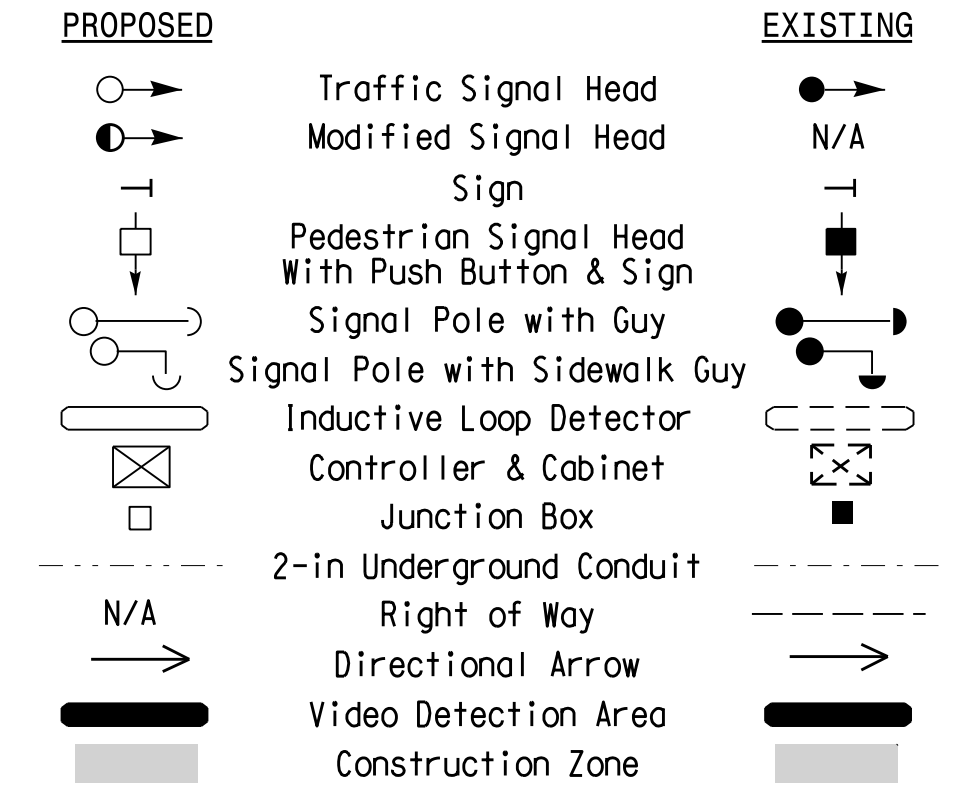 PROPOSED EXISTING
Traffic Signal Head
Modified Signal Head N/A
Sign
Pedestrian Signal Head
With Push Button & Sign
Signal Pole with Guy
Signal Pole with Sidewalk Guy
Inductive Loop Detector
Controller & Cabinet
Junction Box
2-in Underground Conduit
N/A Right of Way
Directional Arrow
Video Detection Area
Construction Zone